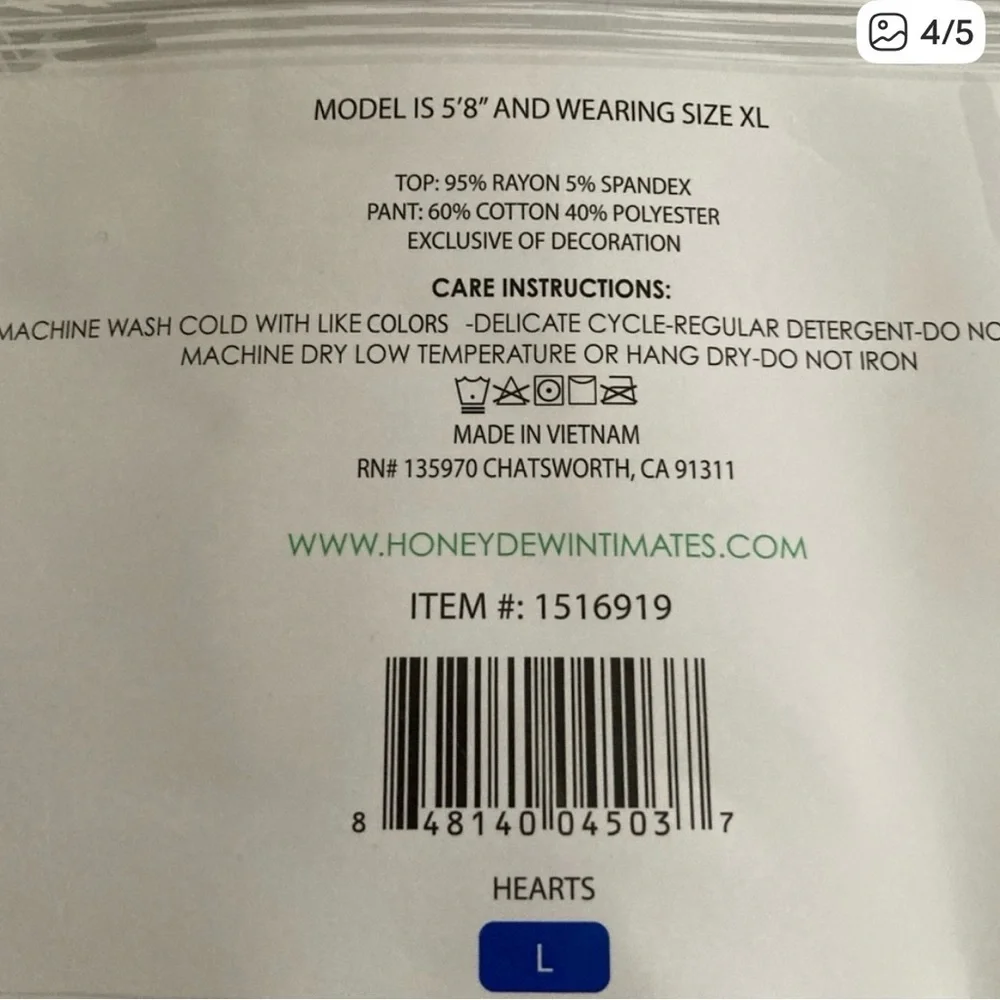 4/5
MODEL IS 5'8" AND WEARING SIZE XL
TOP: 95% RAYON 5% SPANDEX
PANT: 60% COTTON 40% POLYESTER
EXCLUSIVE OF DECORATION
CARE INSTRUCTIONS:
MACHINE WASH COLD WITH LIKE COLORS -DELICATE CYCLE-REGULAR DETERGENT-DO
MACHINE DRY LOW TEMPERATURE OR HANG DRY-DO NOT IRON
MADE IN VIETNAM
RN# 135970 CHATSWORTH, CA 91311
WWW.HONEYDEWINTIMATES.COM
ITEM #: 1516919
8 48140 04503 7
HEARTS
L